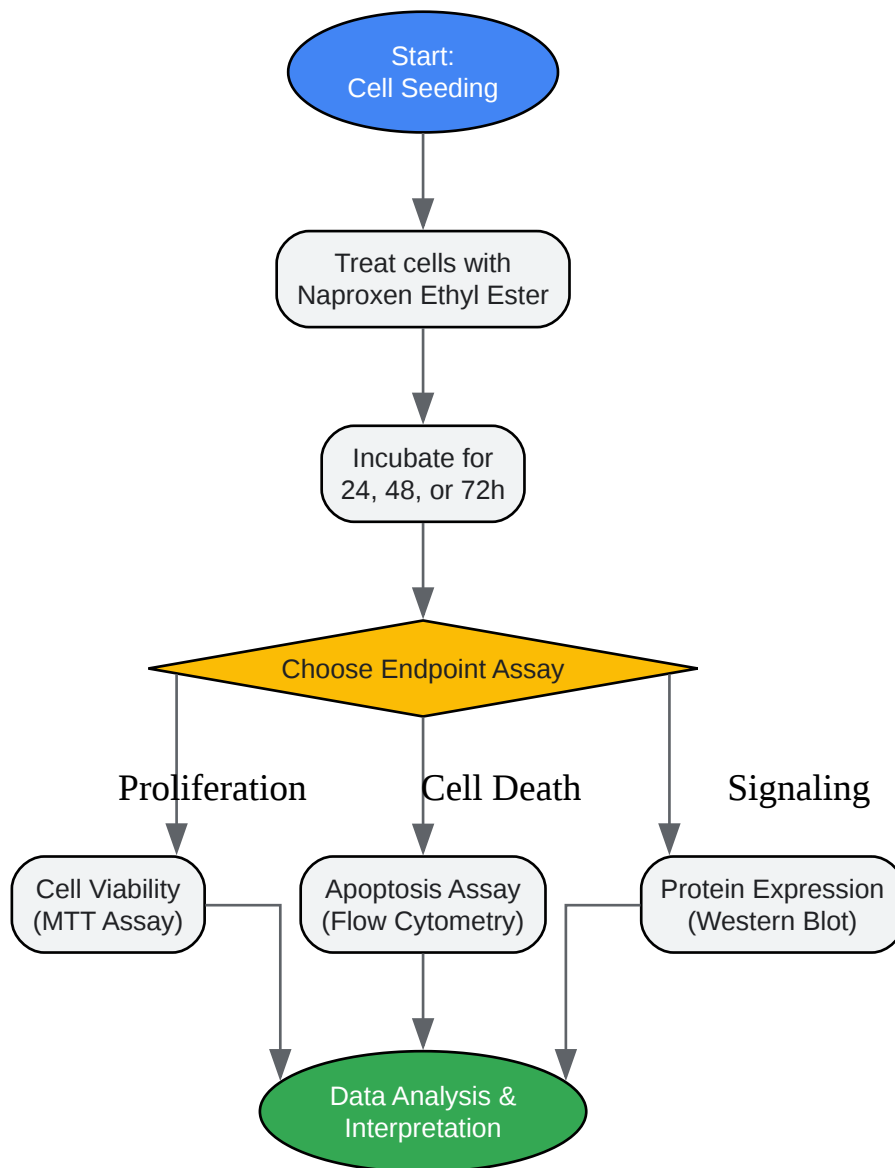 Start:
Cell Seeding
Treat cells with
Naproxen Ethyl Ester
Incubate for
24, 48, or 72h
Choose Endpoint Assay
Proliferation
Cell Death
Signaling
Cell Viability
(MTT Assay)
Apoptosis Assay
(Flow Cytometry)
Protein Expression
(Western Blot)
Data Analysis &
Interpretation